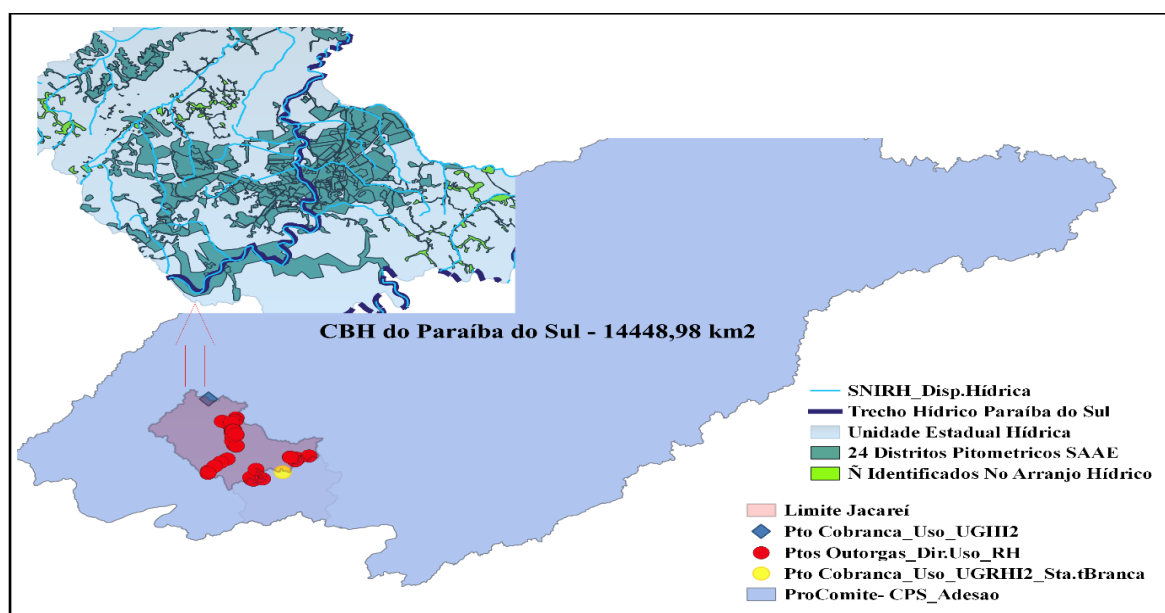 CBH do Paraíba do Sul - 14448,98 km2
SNIRH_Disp.Hídrica
Trecho Hídrico Paraíba do Sul
Unidade Estadual Hídrica
24 Distritos Pitometricos SAAE
Ñ Identificados No Arranjo Hídrico
Limite Jacareí
Pto Cobranca_Uso_UGIII2
Ptos Outorgas_Dir.Uso_RH
Pto Cobranca_Uso_UGRHI2_Sta.tBranca
ProComite- CPS_Adesao